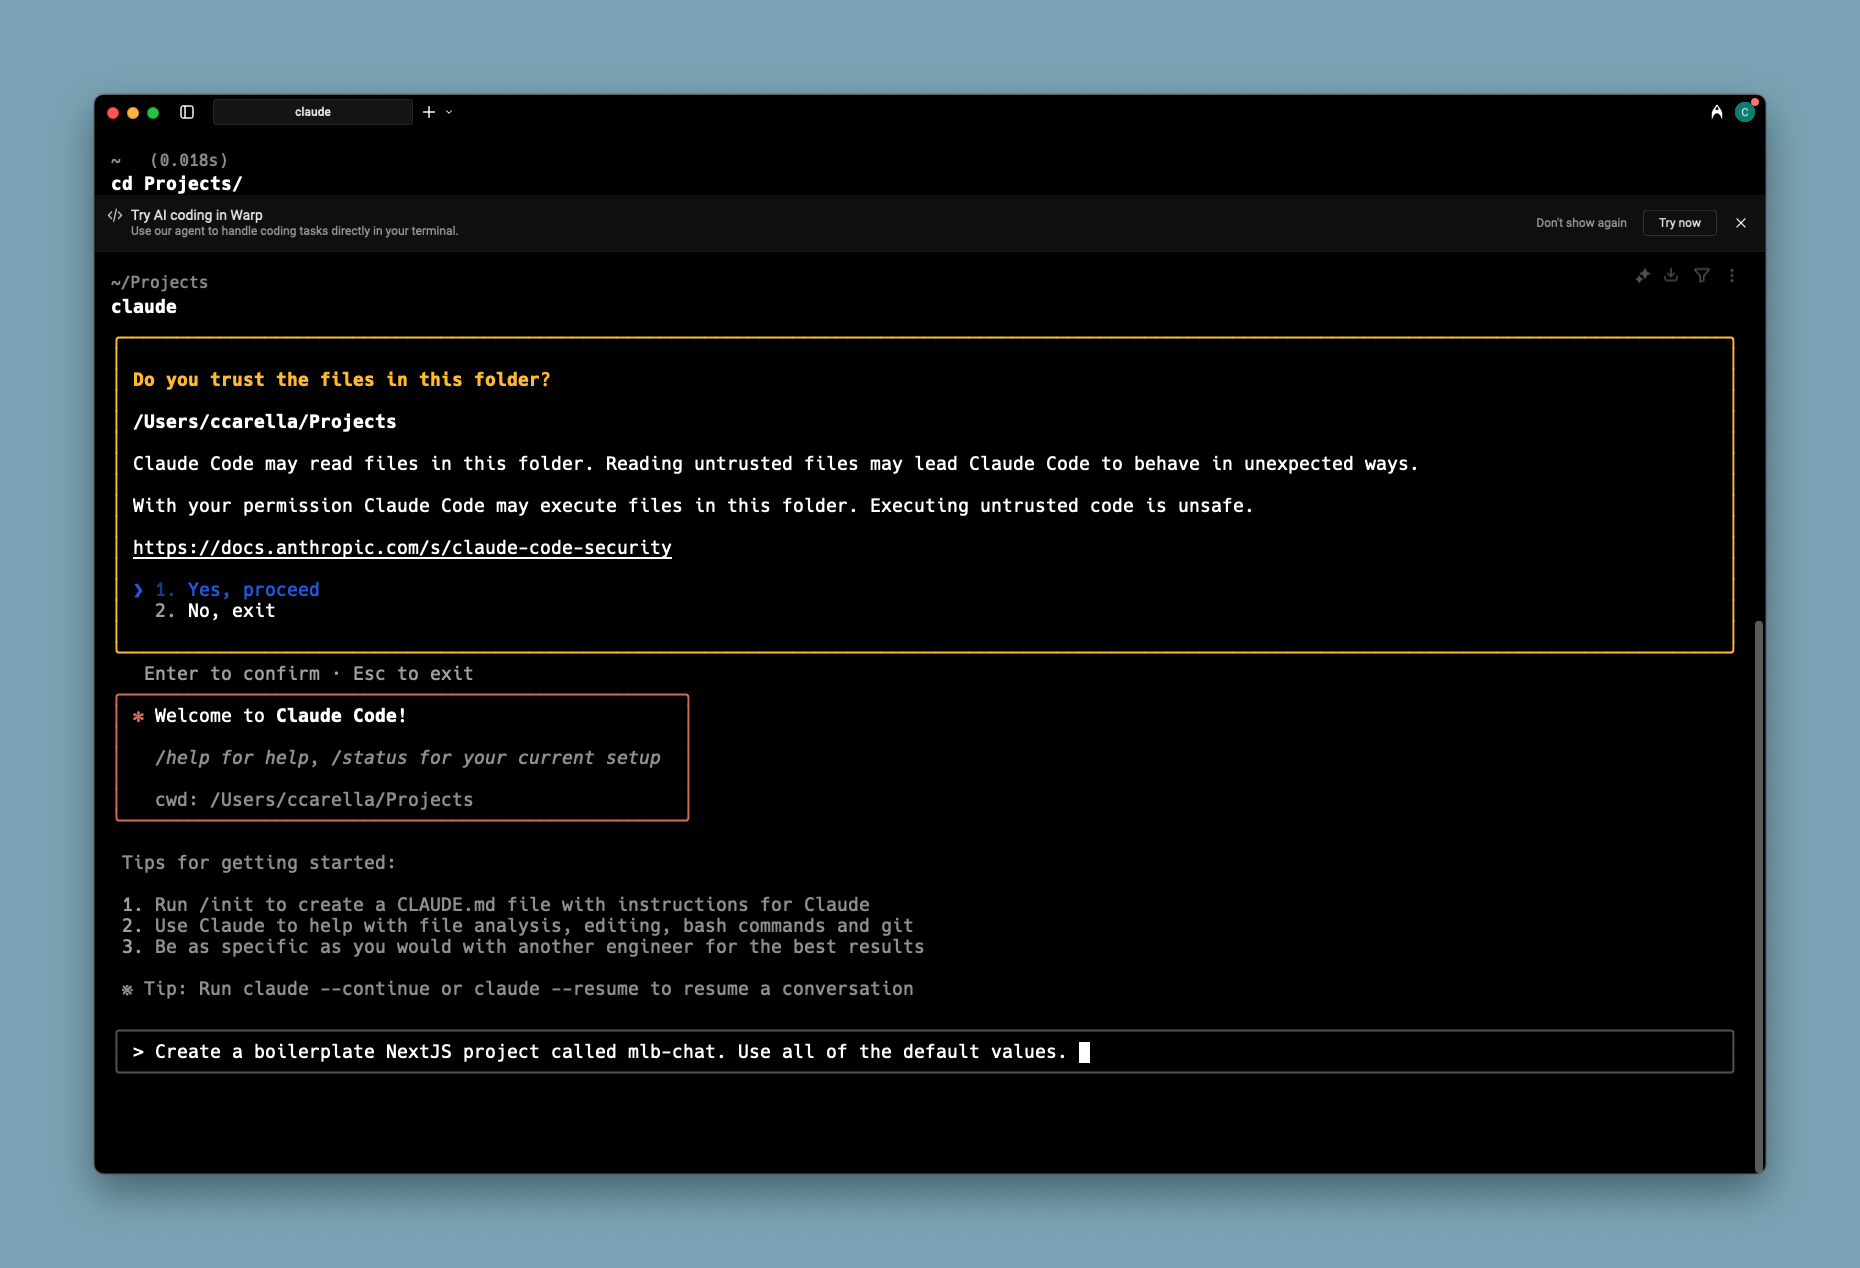 claude
C
~ (0.018s)
cd Projects/
</> Try AI coding in Warp
Use our agent to handle coding tasks directly in your terminal.
Don't show again
Try now
~/Projects
claude
Do you trust the files in this folder?
/Users/ccarella/Projects
Claude Code may read files in this folder. Reading untrusted files may lead Claude Code to behave in unexpected ways.
With your permission Claude Code may execute files in this folder. Executing untrusted code is unsafe.
https://docs.anthropic.com/s/claude-code-security
❯ 1. Yes, proceed
2. No, exit
Enter to confirm · Esc to exit
✻ Welcome to Claude Code!
/help for help, /status for your current setup
cwd: /Users/ccarella/Projects
Tips for getting started:
1. Run /init to create a CLAUDE.md file with instructions for Claude
2. Use Claude to help with file analysis, editing, bash commands and git
3. Be as specific as you would with another engineer for the best results
※ Tip: Run claude --continue or claude --resume to resume a conversation
> Create a boilerplate NextJS project called mlb-chat. Use all of the default values.